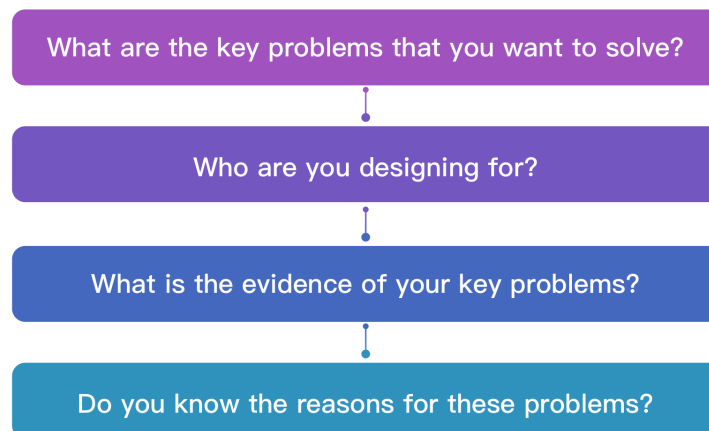 What are the key problems that you want to solve?
Who are you designing for?
What is the evidence of your key problems?
Do you know the reasons for these problems?